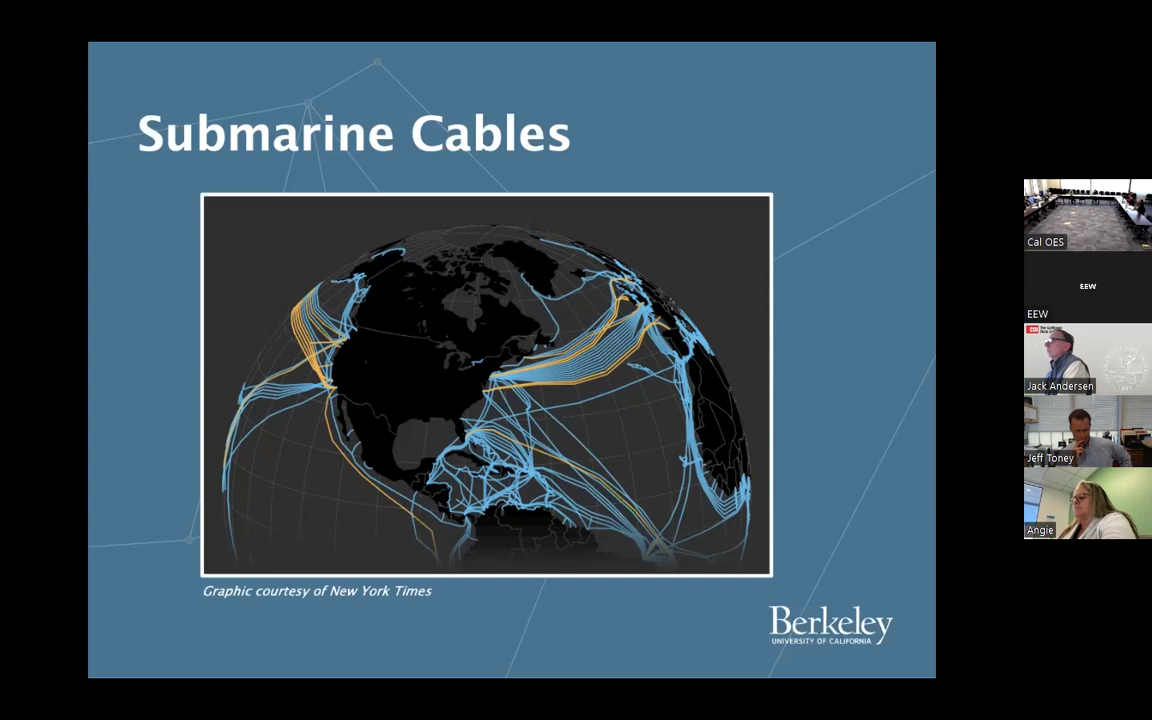 Submarine Cables
Graphic courtesy of New York Times
Berkeley
UNIVERSITY OF CALIFORNIA
Cal OES
EEW
EEW
CSU
Jack Andersen
Jeff Toney
Angie